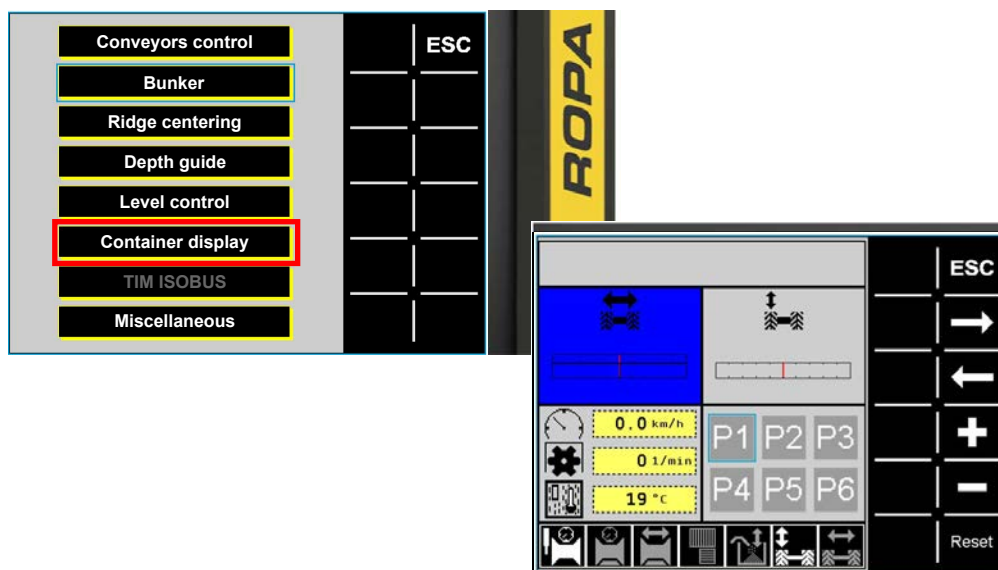 Conveyors control
Bunker
Ridge centering
Depth guide
Level control
Container display
TIM ISOBUS
Miscellaneous
ESC
ROPA
ESC
0.0 km/h
0 1/min
19 °C
P1 P2 P3
P4 P5 P6
Reset